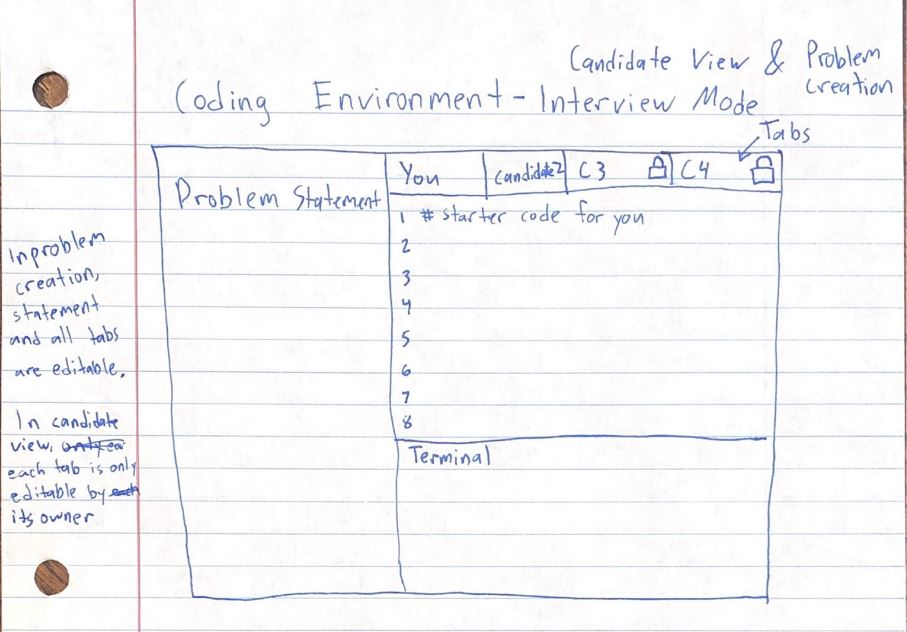 Candidate View & Problem
Creation
Coding Environment - Interview Mode
Tabs
You
Candidate2
C3
C4
Problem Statement
1 # starter code for you
2
3
4
5
6
7
8
Terminal
In problem
creation,
statement
and all tabs
are editable.
In candidate
view,
each tab is only
editable by
its owner